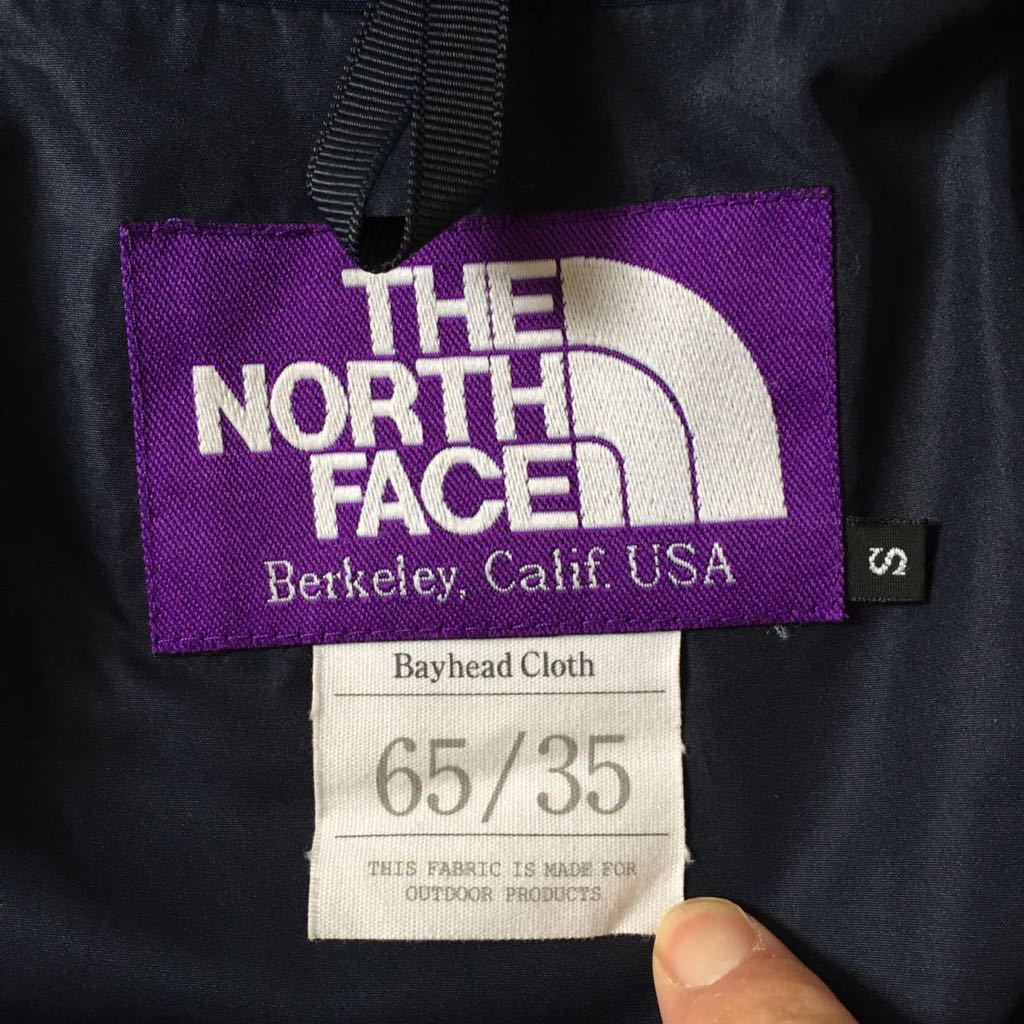 THE
NORTH
FACE
Berkeley, Calif. USA
S
Bayhead Cloth
65/35
THIS FABRIC IS MADE FOR
OUTDOOR PRODUCTS